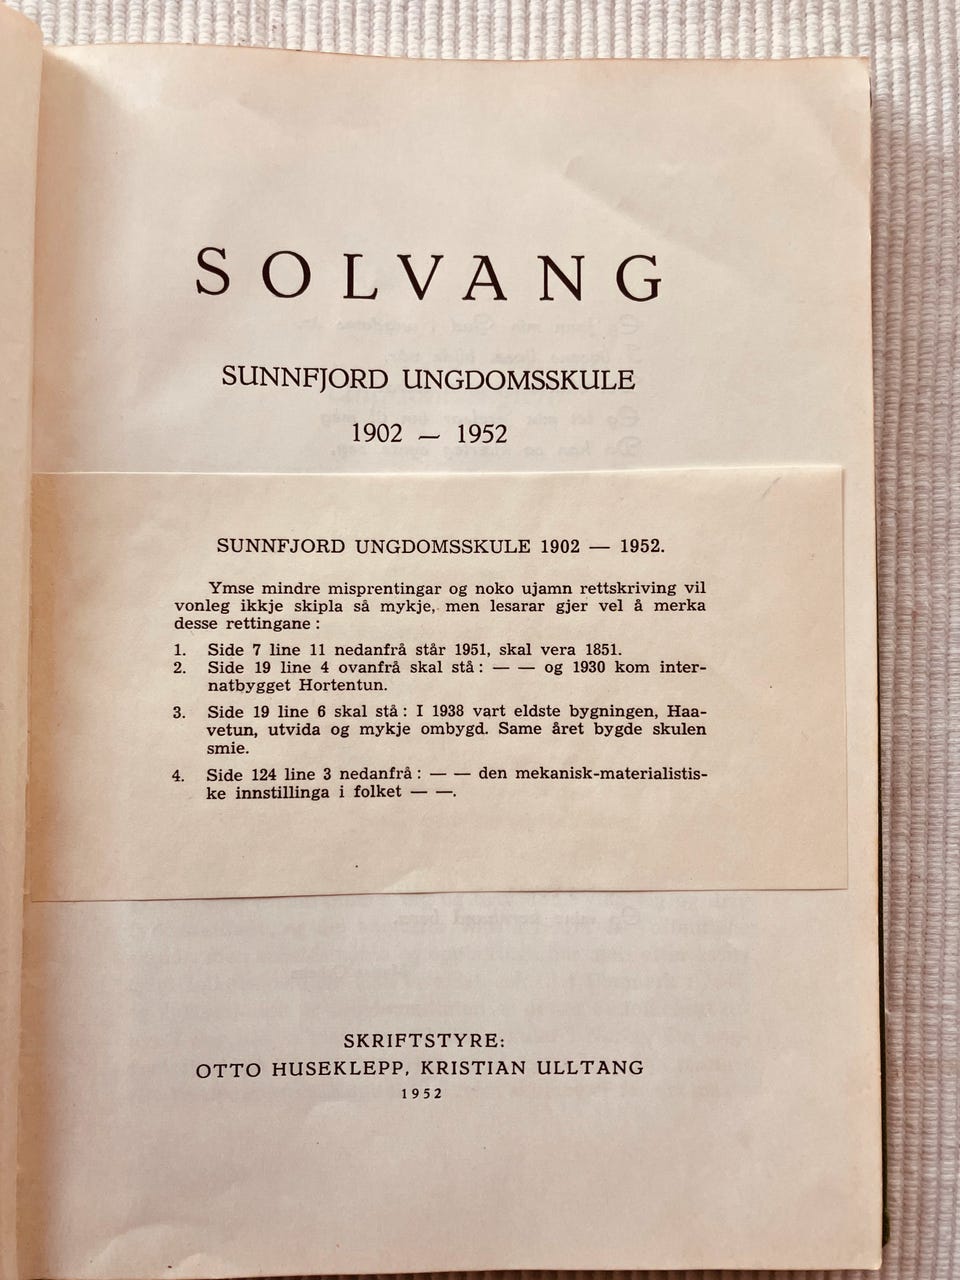 SOLVANG
SUNNFJORD UNGDOMSSKULE
1902 — 1952
SUNNFJORD UNGDOMSSKULE 1902 — 1952.
Ymse mindre misprentingar og noko ujamn rettskriving vil
vonleg ikkje skipla så mykje, men lesarar gjer vel å merka
desse rettingane :
1. Side 7 line 11 nedanfrå står 1951, skal vera 1851.
2. Side 19 line 4 ovanfrå skal stå : — — og 1930 kom inter-
natbygget Hortentun.
3. Side 19 line 6 skal stå : I 1938 vart eldste bygningen, Haa-
vetun, utvida og mykje ombygd. Same året bygde skulen
smie.
4. Side 124 line 3 nedanfrå : — — den mekanisk-materialistis-
ke innstillinga i folket — —.
SKRIFTSTYRE:
OTTO HUSEKLEPP, KRISTIAN ULLTANG
1952